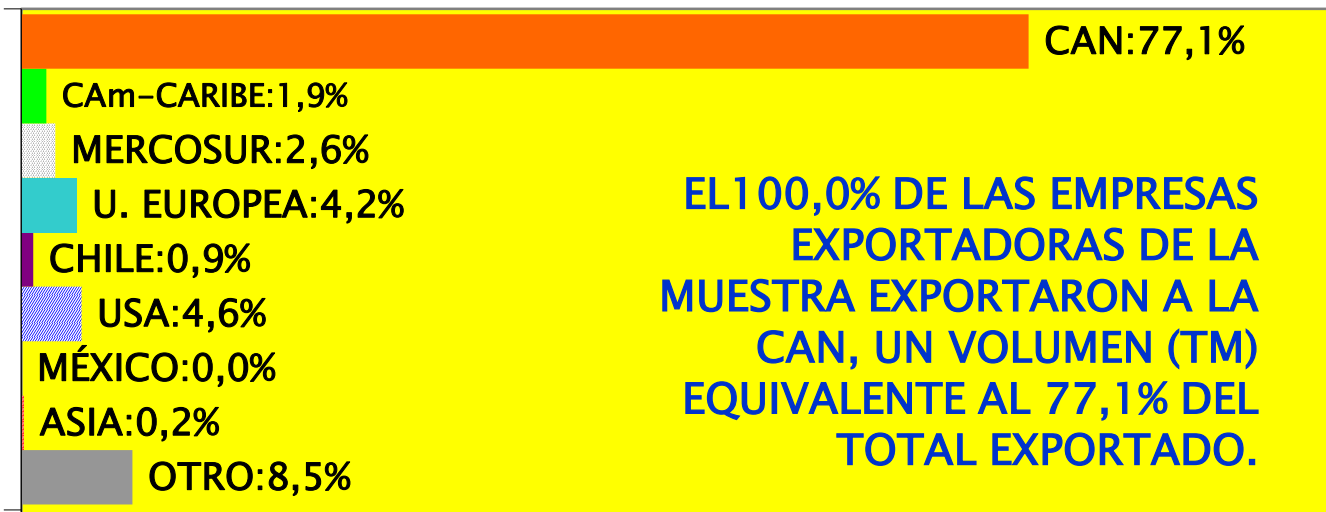 CAN:77,1%
CAm-CARIBE:1,9%
MERCOSUR:2,6%
U. EUROPEA:4,2%
CHILE:0,9%
USA:4,6%
MÉXICO:0,0%
ASIA:0,2%
OTRO:8,5%
EL100,0% DE LAS EMPRESAS
EXPORTADORAS DE LA
MUESTRA EXPORTARON A LA
CAN, UN VOLUMEN (TM)
EQUIVALENTE AL 77,1% DEL
TOTAL EXPORTADO.